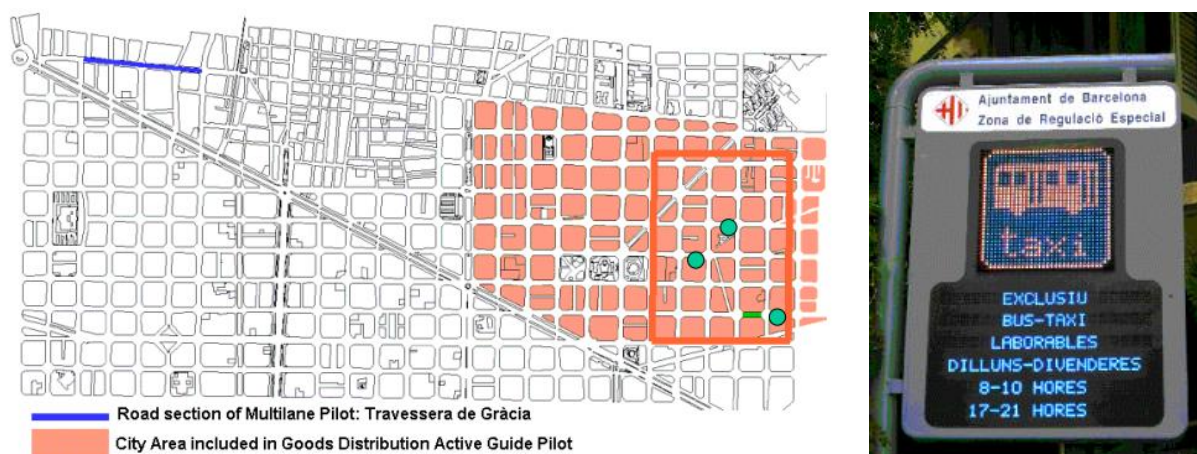 Road section of Multilane Pilot: Travessera de Gràcia
City Area included in Goods Distribution Active Guide Pilot
Ajuntament de Barcelona
Zona de Regulació Especial
taxi
EXCLUSIU
BUS-TAXI
LABORABLES
DILLUNS-DIVENDERES
8-10 HORES
17-21 HORES